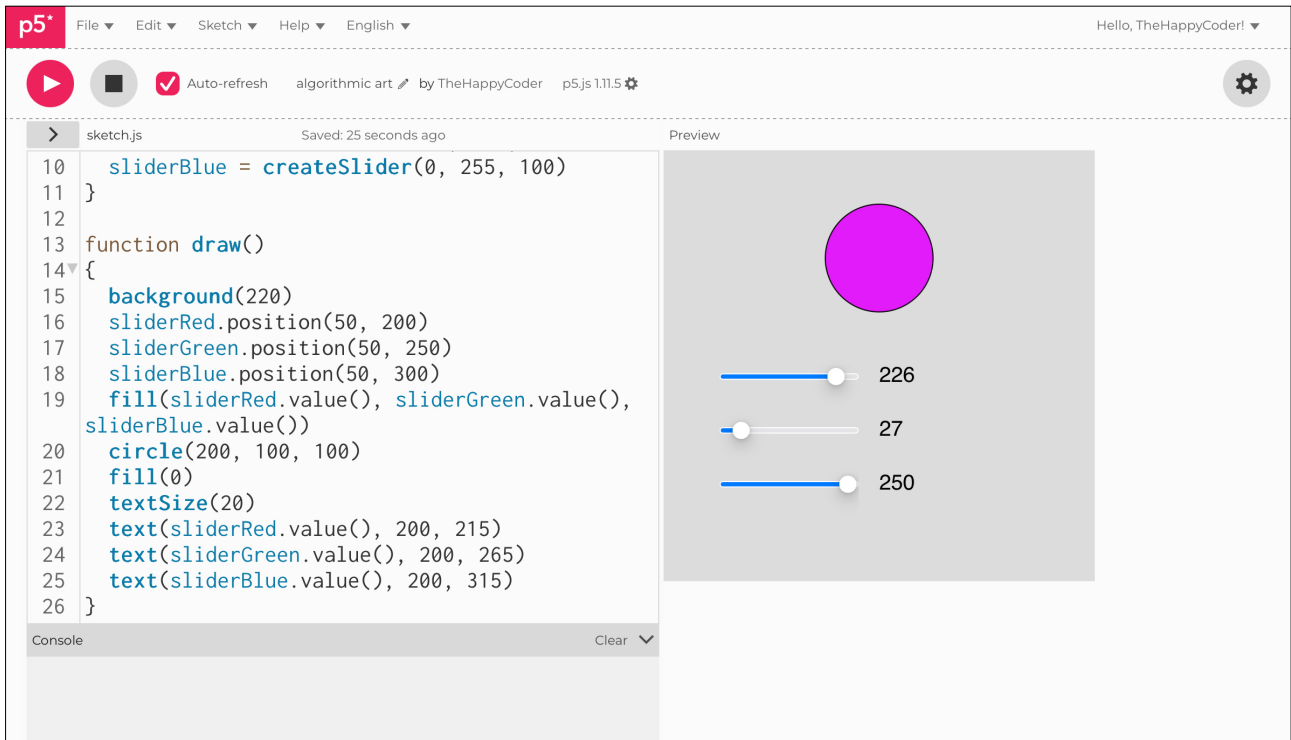 p5* File Edit Sketch Help English Hello, TheHappyCoder!
Auto-refresh algorithmic art by TheHappyCoder p5.js 1.11.5
sketch.js Saved: 25 seconds ago Preview
10 sliderBlue = createSlider(0, 255, 100)
11 }
12
13 function draw()
14 {
15 background(220)
16 sliderRed.position(50, 200)
17 sliderGreen.position(50, 250)
18 sliderBlue.position(50, 300)
19 fill(sliderRed.value(), sliderGreen.value(),
sliderBlue.value())
20 circle(200, 100, 100)
21 fill(0)
22 textSize(20)
23 text(sliderRed.value(), 200, 215)
24 text(sliderGreen.value(), 200, 265)
25 text(sliderBlue.value(), 200, 315)
26 }
226
27
250
Console Clear